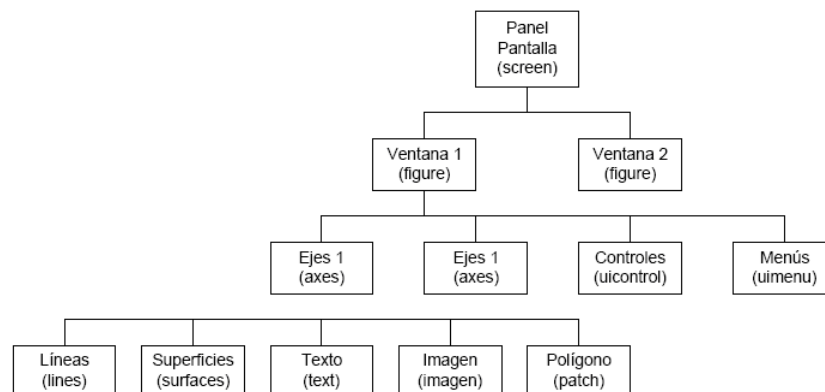 Panel
Pantalla
(screen)
Ventana 1
(figure)
Ventana 2
(figure)
Ejes 1
(axes)
Ejes 1
(axes)
Controles
(uicontrol)
Menús
(uimenu)
Líneas
(lines)
Superficies
(surfaces)
Texto
(text)
Imagen
(imagen)
Polígono
(patch)